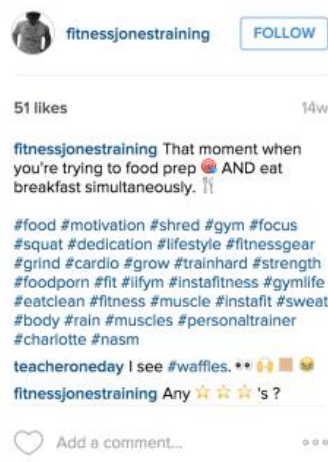 fitnessjonestraining
FOLLOW
51 likes
14w
fitnessjonestraining That moment when
you're trying to food prep AND eat
breakfast simultaneously. 🍴
#food #motivation #shred #gym #focus
#squat #dedication #lifestyle #fitnessgear
#grind #cardio #grow #trainhard #strength
#foodporn #fit #iifym #instafitness #gymlife
#eatclean #fitness #muscle #instafit #sweat
#body #rain #muscles #personaltrainer
#charlotte #nasm
teacheroneday I see #waffles. 👀 🙌 😂
fitnessjonestraining Any ⭐ ⭐ ⭐ 's ?
Add a comment...